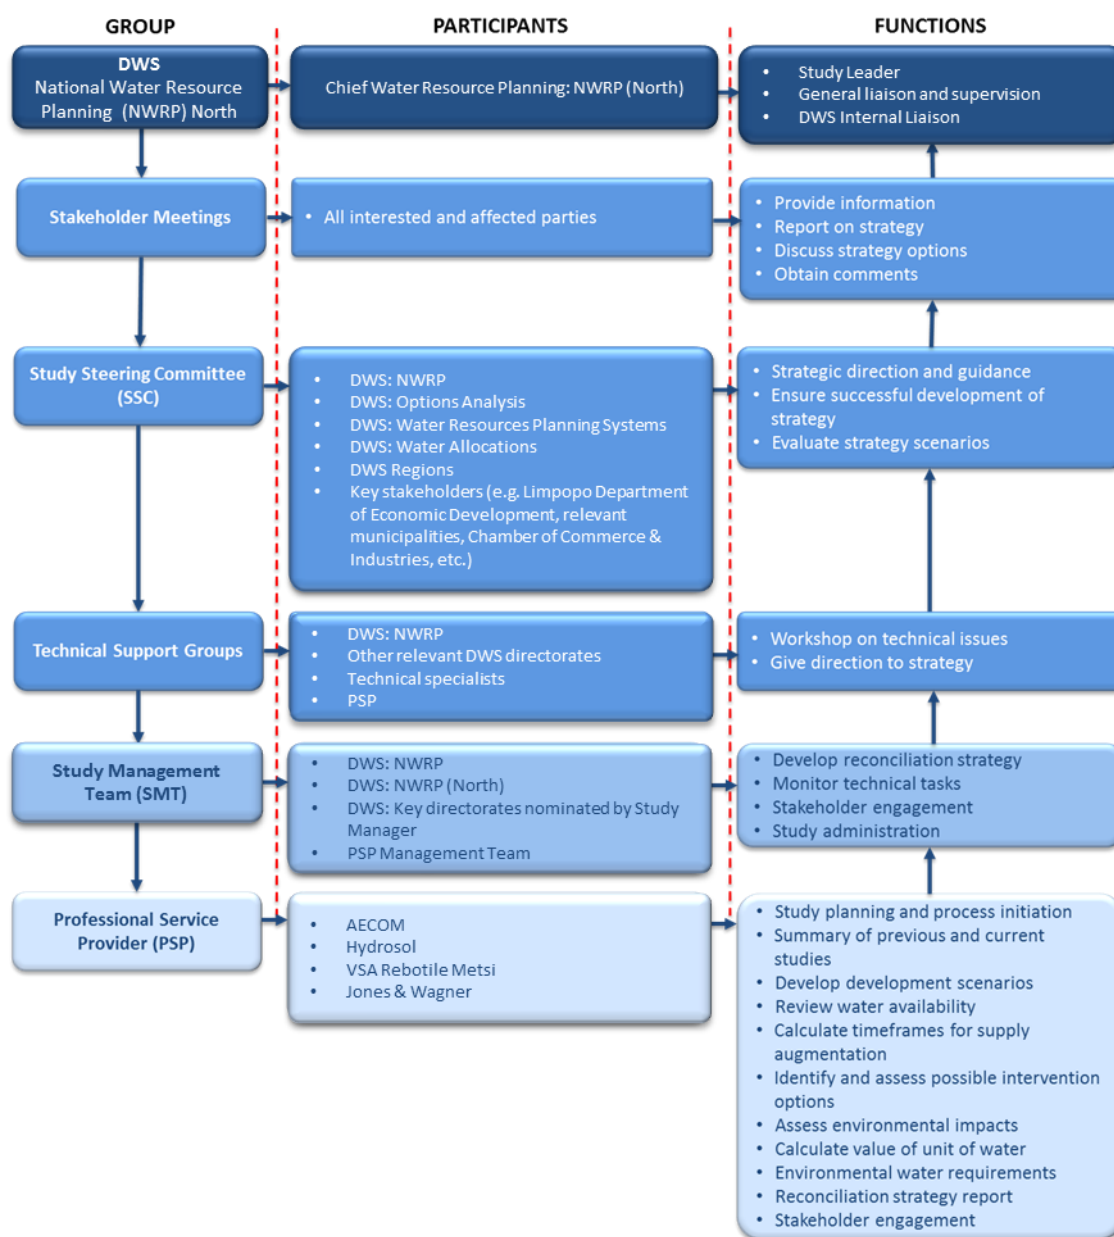 GROUP
PARTICIPANTS
FUNCTIONS
DWS
National Water Resource
Planning (NWRP) North
Chief Water Resource Planning: NWRP (North)
• Study Leader
• General liaison and supervision
• DWS Internal Liaison
Stakeholder Meetings
• All interested and affected parties
• Provide information
• Report on strategy
• Discuss strategy options
• Obtain comments
Study Steering Committee
(SSC)
• DWS: NWRP
• DWS: Options Analysis
• DWS: Water Resources Planning Systems
• DWS: Water Allocations
• DWS Regions
• Key stakeholders (e.g. Limpopo Department
of Economic Development, relevant
municipalities, Chamber of Commerce &
Industries, etc.)
• Strategic direction and guidance
• Ensure successful development of
strategy
• Evaluate strategy scenarios
Technical Support Groups
• DWS: NWRP
• Other relevant DWS directorates
• Technical specialists
• PSP
• Workshop on technical issues
• Give direction to strategy
Study Management
Team (SMT)
• DWS: NWRP
• DWS: NWRP (North)
• DWS: Key directorates nominated by Study
Manager
• PSP Management Team
• Develop reconciliation strategy
• Monitor technical tasks
• Stakeholder engagement
• Study administration
Professional Service
Provider (PSP)
• AECOM
• Hydrosol
• VSA Rebotile Metsi
• Jones & Wagner
• Study planning and process initiation
• Summary of previous and current
studies
• Develop development scenarios
• Review water availability
• Calculate timeframes for supply
augmentation
• Identify and assess possible intervention
options
• Assess environmental impacts
• Calculate value of unit of water
• Environmental water requirements
• Reconciliation strategy report
• Stakeholder engagement